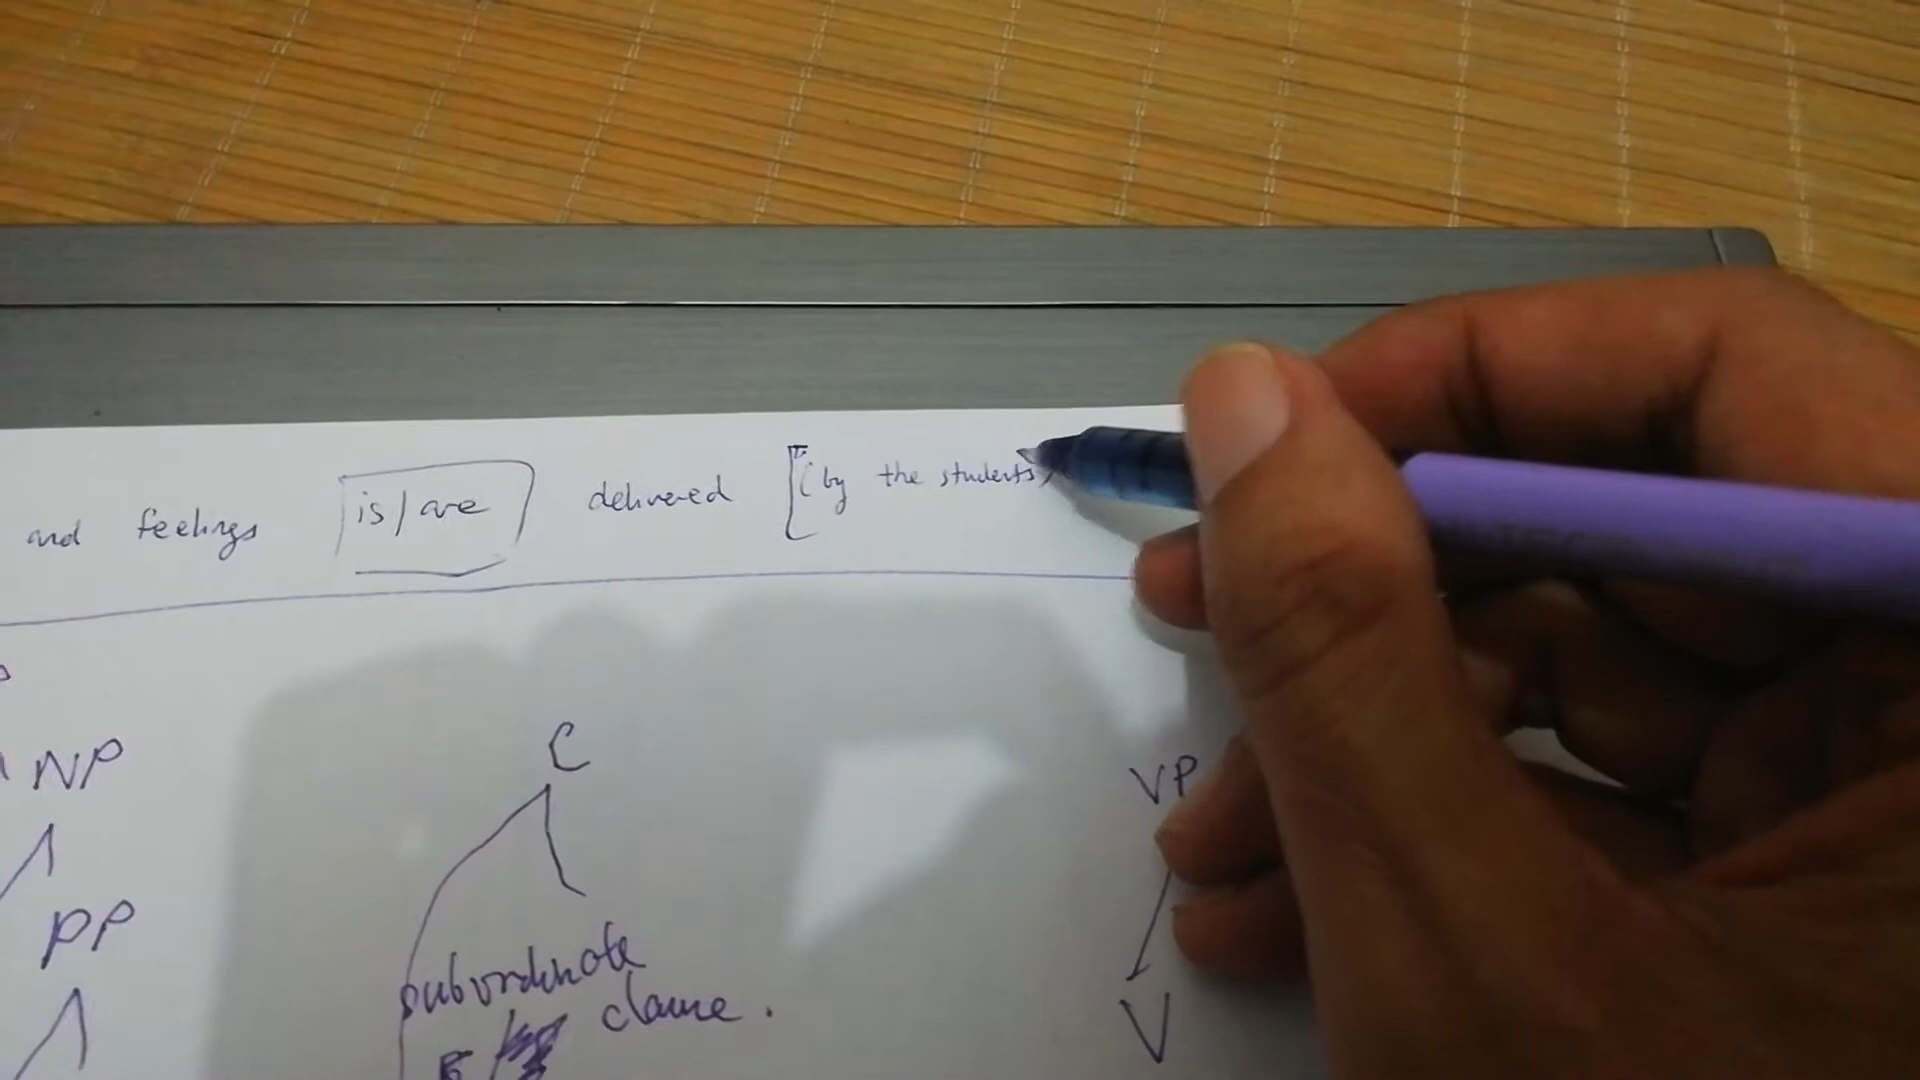 and feelings is/are delivered [(by the students)
NP
C
VP
PP
subordinate
clause.
V